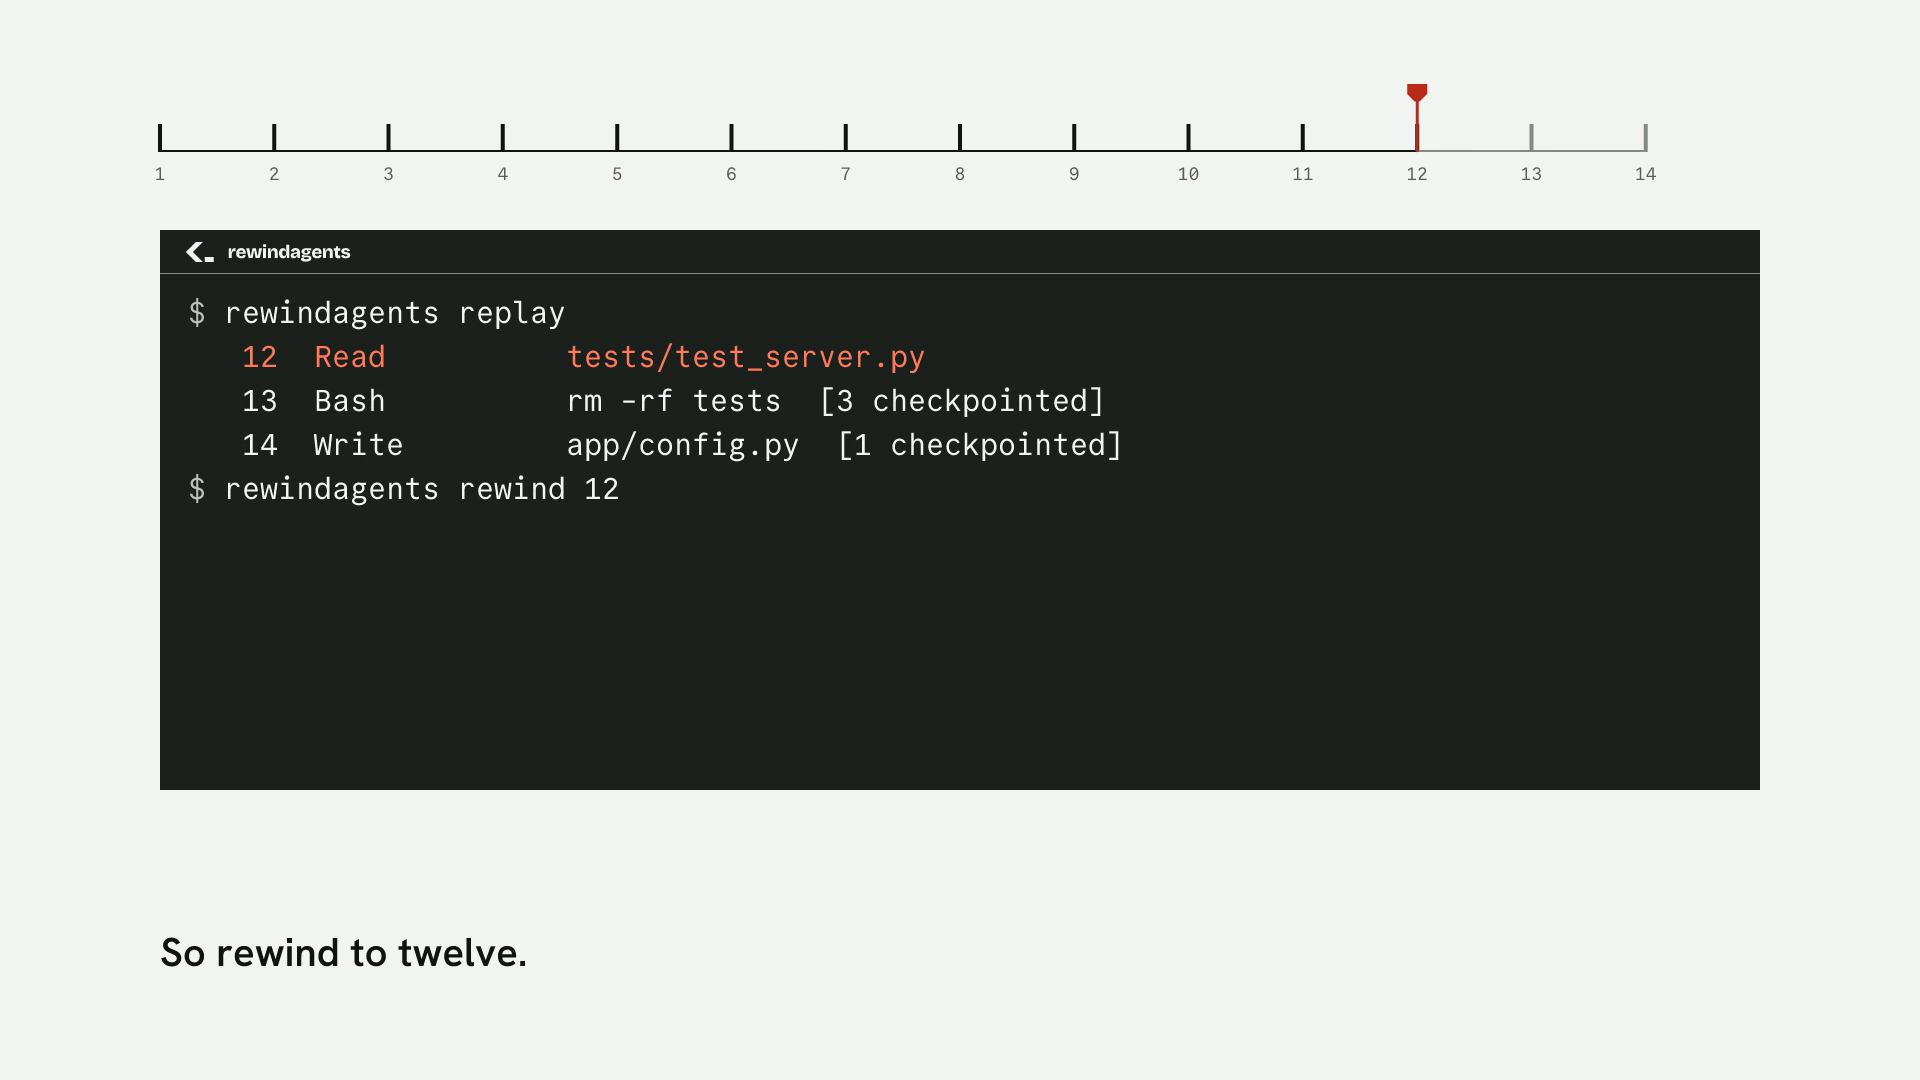 1 2 3 4 5 6 7 8 9 10 11 12 13 14
rewindagents
$ rewindagents replay
12 Read tests/test_server.py
13 Bash rm -rf tests [3 checkpointed]
14 Write app/config.py [1 checkpointed]
$ rewindagents rewind 12
So rewind to twelve.